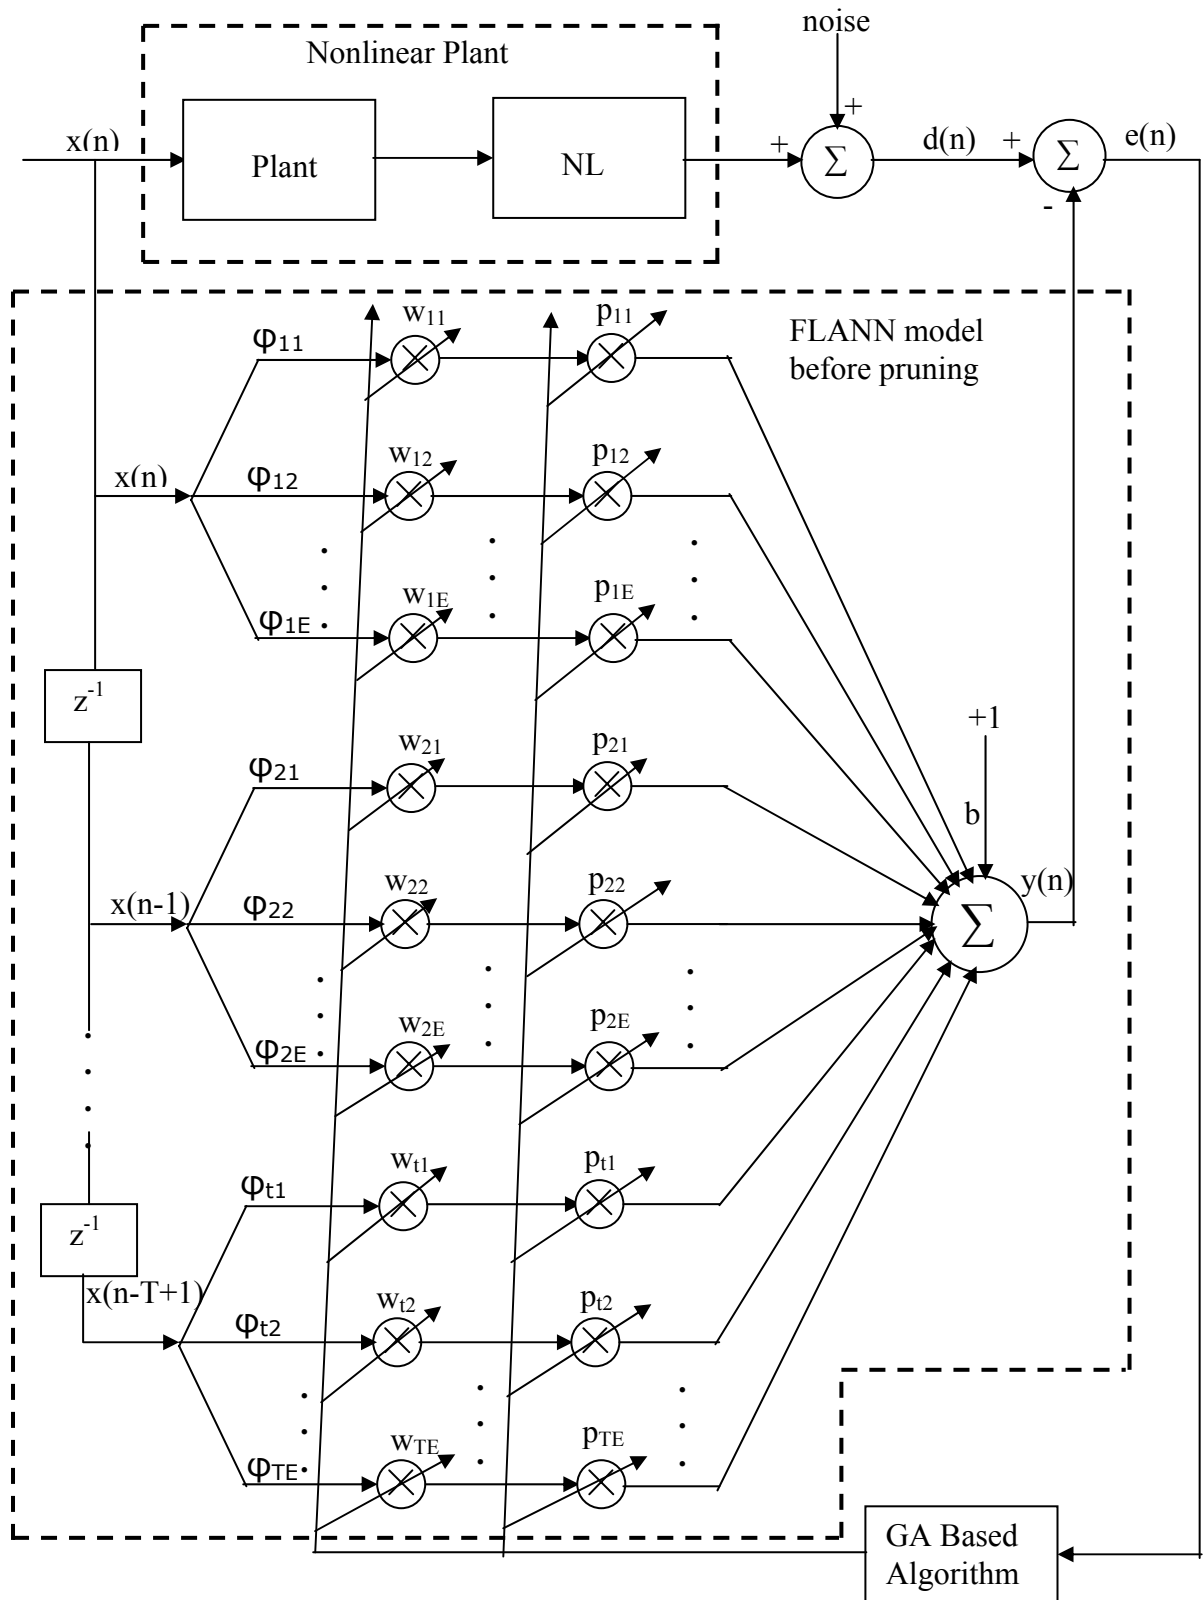 noise
Nonlinear Plant
+
x(n)
Plant
NL
+
Σ
d(n)
+
Σ
e(n)
-
FLANN model
before pruning
φ11
w11
p11
x(n)
φ12
w12
p12
φ1E
w1E
p1E
z-1
+1
φ21
w21
p21
b
x(n-1)
φ22
w22
p22
Σ
y(n)
φ2E
w2E
p2E
φt1
wt1
pt1
z-1
x(n-T+1)
φt2
wt2
pt2
φTE
wTE
pTE
GA Based
Algorithm